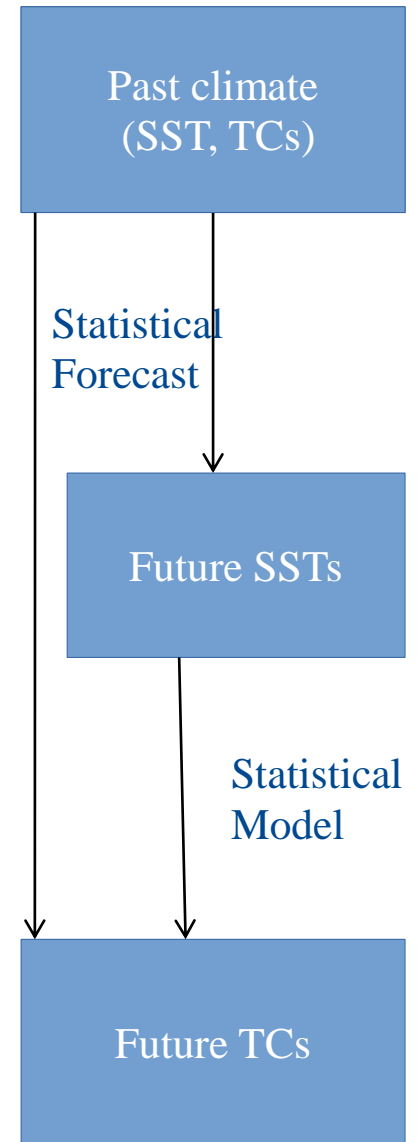 Past climate
(SST, TCs)
Statistical
Forecast
Future SSTs
Statistical
Model
Future TCs